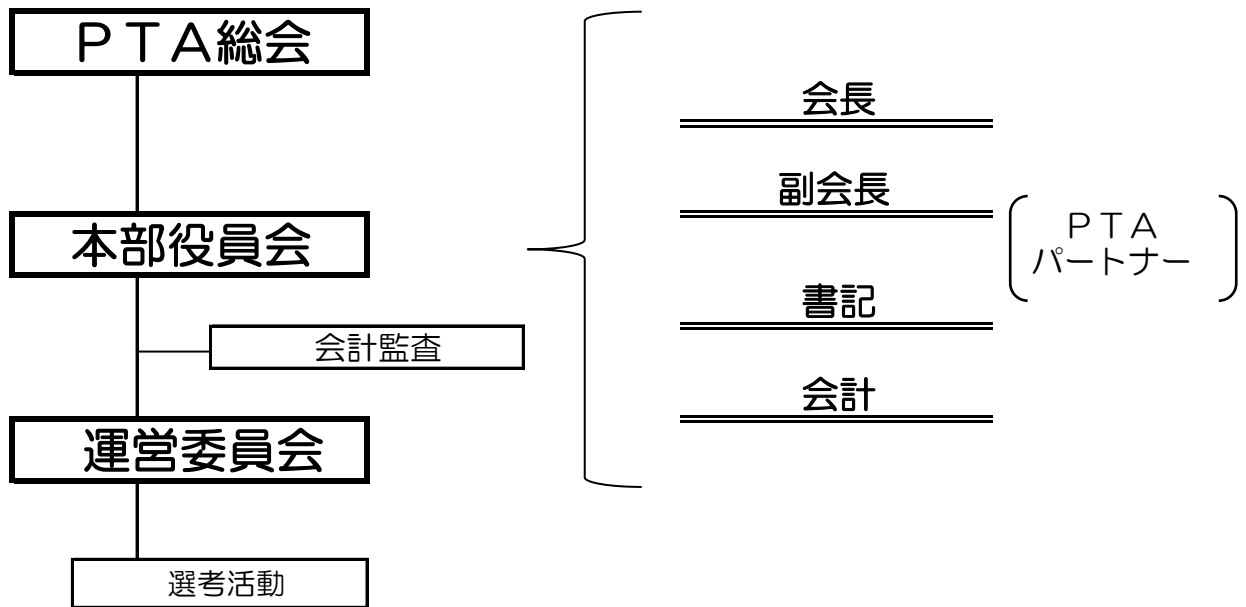 ＰＴＡ総会
本部役員会
会計監査
運営委員会
選考活動
会長
副会長
書記
会計
ＰＴＡ
パートナー